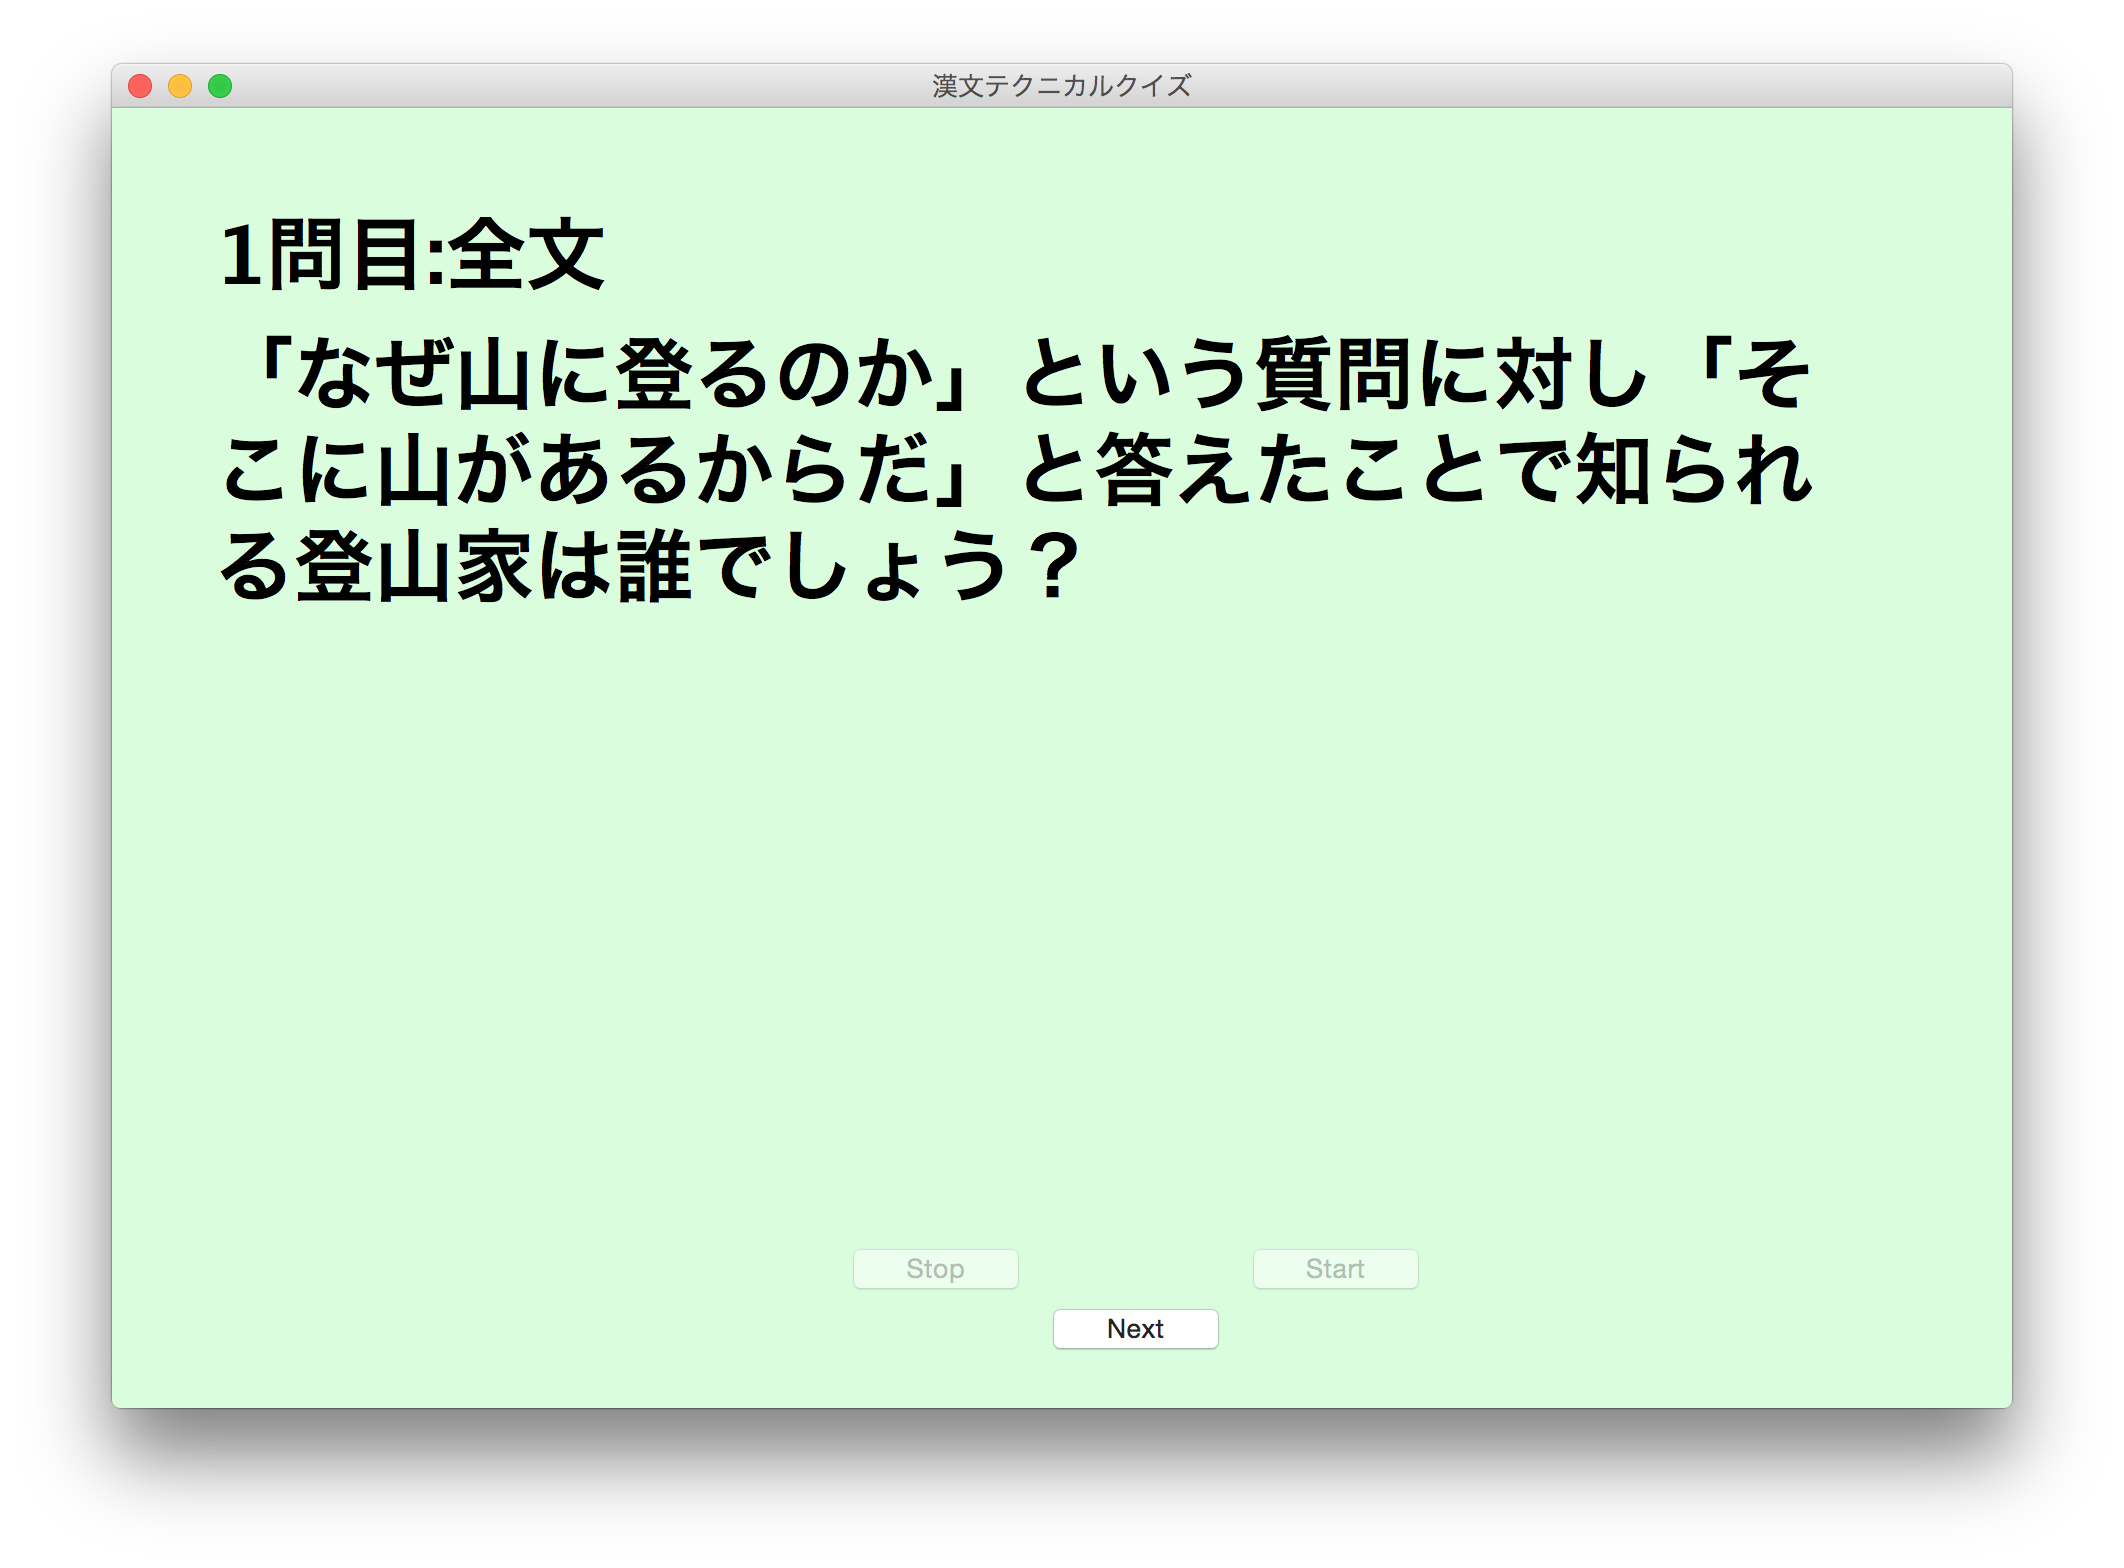 漢文テクニカルクイズ
1問目:全文
「なぜ山に登るのか」という質問に対し「そ
こに山があるからだ」と答えたことで知られ
る登山家は誰でしょう？
Stop
Start
Next